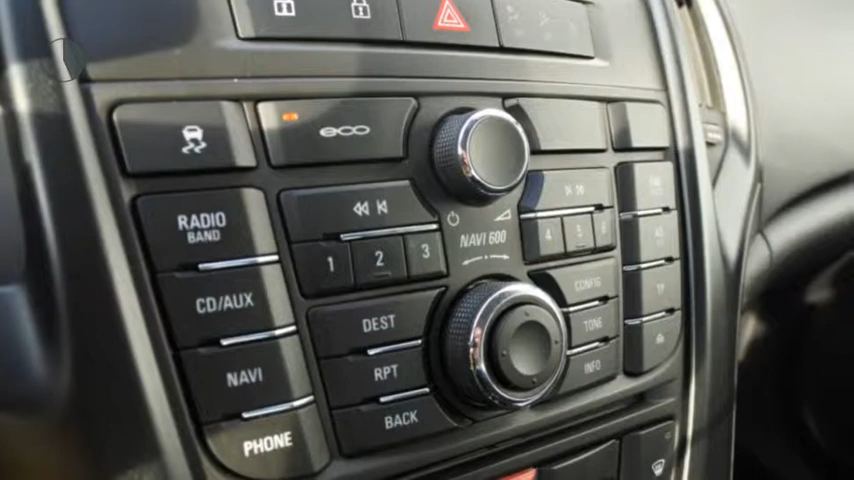 eco
RADIO
BAND
NAVI 600
1
2
3
4
5
6
CD/AUX
DEST
CONFIG
NAVI
RPT
TONE
PHONE
BACK
INFO